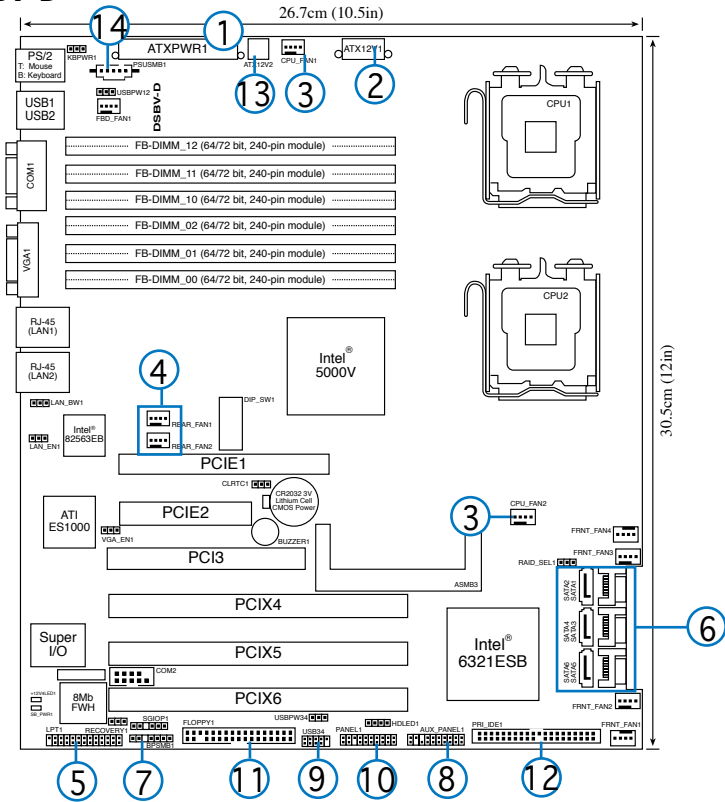 26.7cm (10.5in)
14
1
PS/2
T: Mouse
B: Keyboard
KBPWR1
ATXPWR1
PSUSMB1
ATX12V2
13
CPU_FAN1
3
ATX12V1
2
USB1
USB2
USBPW12
FBD_FAN1
DSBV-D
CPU1
FB-DIMM_12 (64/72 bit, 240-pin module)
FB-DIMM_11 (64/72 bit, 240-pin module)
FB-DIMM_10 (64/72 bit, 240-pin module)
FB-DIMM_02 (64/72 bit, 240-pin module)
FB-DIMM_01 (64/72 bit, 240-pin module)
FB-DIMM_00 (64/72 bit, 240-pin module)
COM1
VGA1
CPU2
30.5cm (12in)
RJ-45
(LAN1)
RJ-45
(LAN2)
Intel®
5000V
4
LAN_BW1
DIP_SW1
REAR_FAN1
REAR_FAN2
LAN_EN1
Intel®
82563EB
PCIE1
CLRTC1
CR2032 3V
Lithium Cell
CMOS Power
ATI
ES1000
PCIE2
VGA_EN1
BUZZER1
3
CPU_FAN2
FRNT_FAN4
PCI3
FRNT_FAN3
RAID_SEL1
ASMB3
SATA2
SATA1
SATA4
SATA3
SATA6
SATA5
6
PCIX4
Super
I/O
PCIX5
Intel®
6321ESB
COM2
8Mb
FWH
+12V4LED1
SB_PWR1
PCIX6
FRNT_FAN2
LPT1
RECOVERY1
SGIOP1
BPSMB1
FLOPPY1
USBPW34
USB34
PANEL1
HDLED1
AUX_PANEL1
PRI_IDE1
FRNT_FAN1
5
7
11
9
10
8
12